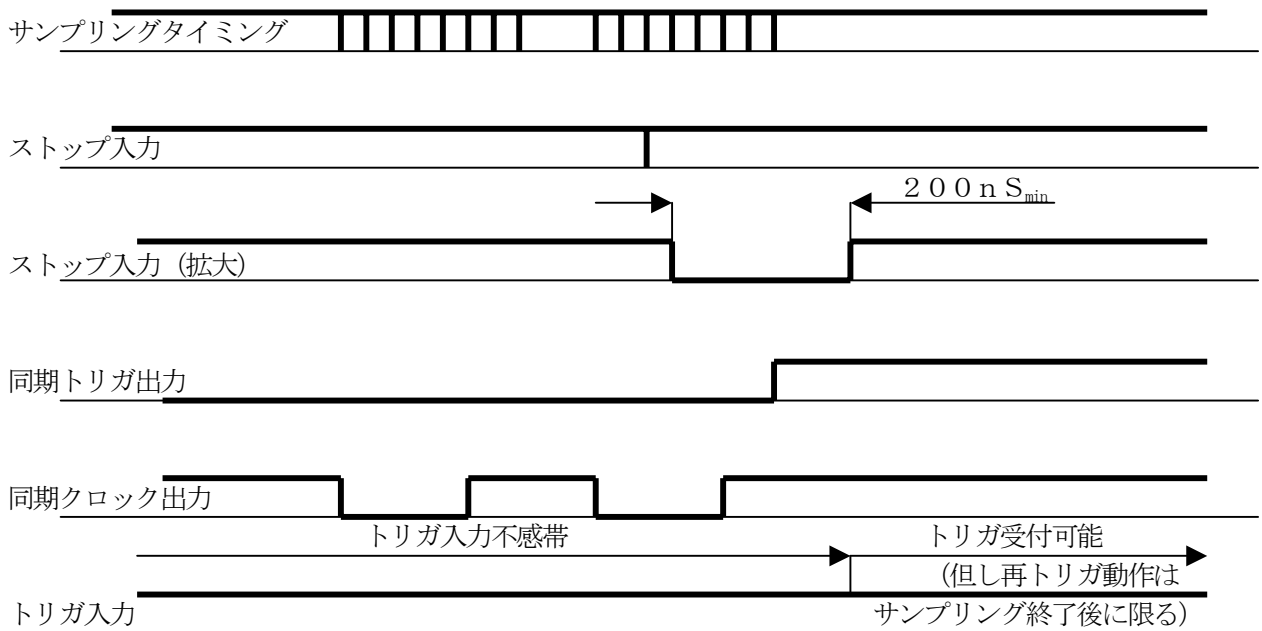 サンプリングタイミング
ストップ入力
２００ｎＳmin
ストップ入力（拡大）
同期トリガ出力
同期クロック出力
トリガ入力不感帯
トリガ受付可能
（但し再トリガ動作は
サンプリング終了後に限る）
トリガ入力